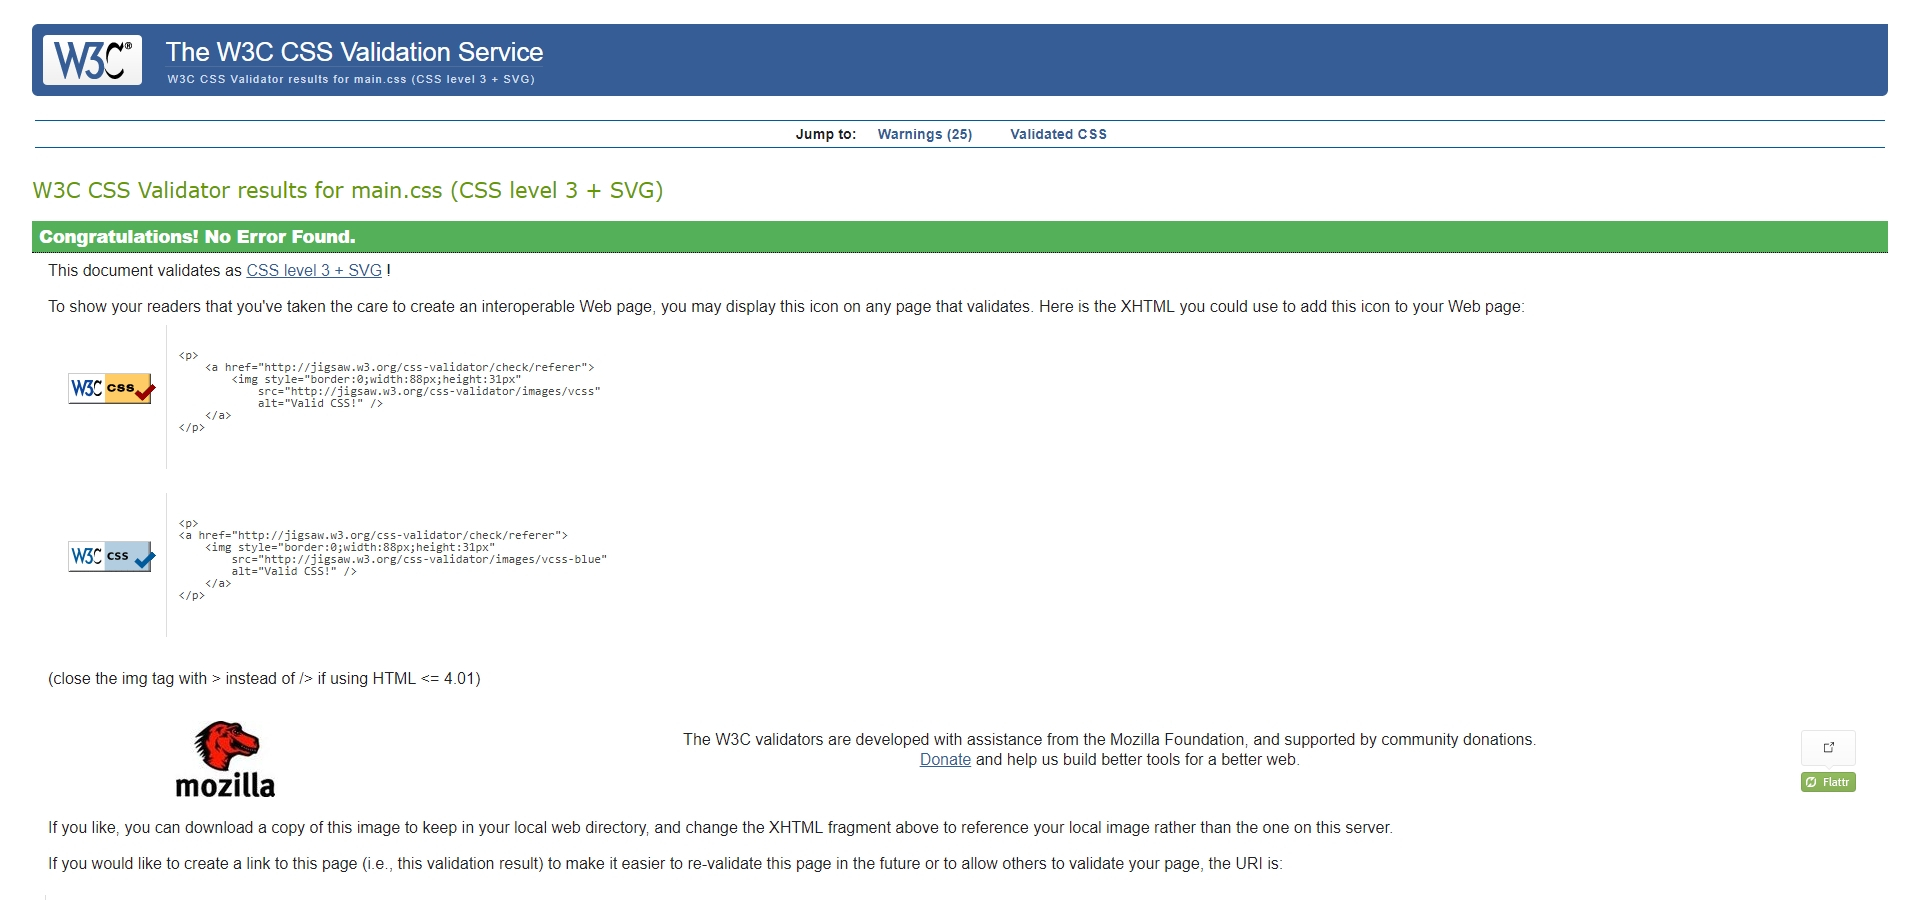 W3C®
The W3C CSS Validation Service
W3C CSS Validator results for main.css (CSS level 3 + SVG)
Jump to: Warnings (25) Validated CSS
W3C CSS Validator results for main.css (CSS level 3 + SVG)
Congratulations! No Error Found.
This document validates as CSS level 3 + SVG !
To show your readers that you've taken the care to create an interoperable Web page, you may display this icon on any page that validates. Here is the XHTML you could use to add this icon to your Web page:
W3C css
<p>
    <a href="http://jigsaw.w3.org/css-validator/check/referer">
        <img style="border:0;width:88px;height:31px"
            src="http://jigsaw.w3.org/css-validator/images/vcss"
            alt="Valid CSS!" />
    </a>
</p>
W3C css
<p>
<a href="http://jigsaw.w3.org/css-validator/check/referer">
    <img style="border:0;width:88px;height:31px"
        src="http://jigsaw.w3.org/css-validator/images/vcss-blue"
        alt="Valid CSS!" />
    </a>
</p>
(close the img tag with > instead of /> if using HTML <= 4.01)
mozilla
The W3C validators are developed with assistance from the Mozilla Foundation, and supported by community donations.
Donate and help us build better tools for a better web.
Flattr
If you like, you can download a copy of this image to keep in your local web directory, and change the XHTML fragment above to reference your local image rather than the one on this server.
If you would like to create a link to this page (i.e., this validation result) to make it easier to re-validate this page in the future or to allow others to validate your page, the URI is: